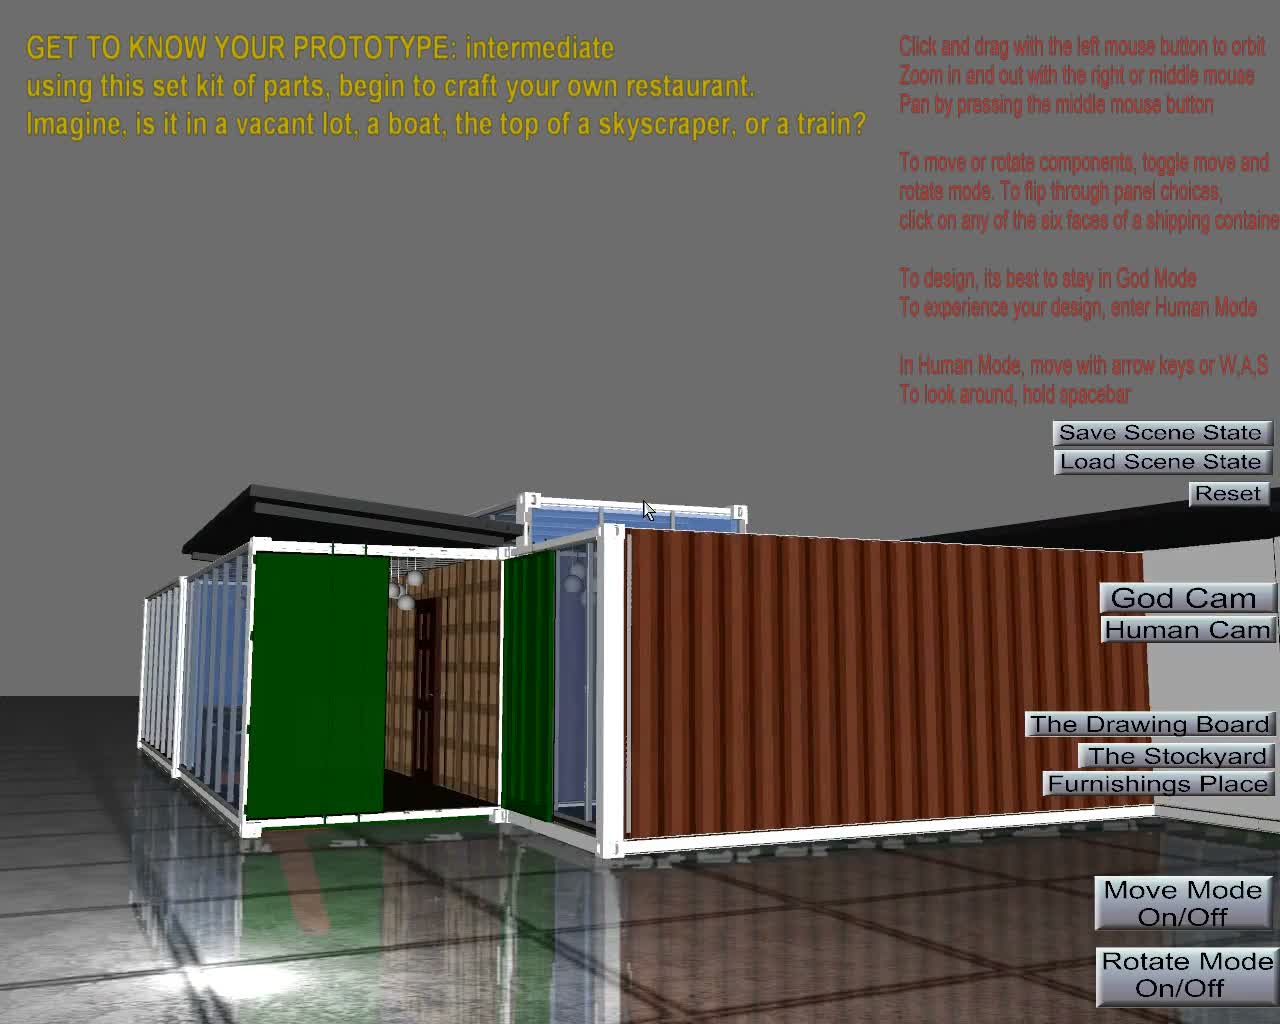 GET TO KNOW YOUR PROTOTYPE: intermediate
using this set kit of parts, begin to craft your own restaurant.
Imagine, is it in a vacant lot, a boat, the top of a skyscraper, or a train?
Click and drag with the left mouse button to orbit
Zoom in and out with the right or middle mouse
Pan by pressing the middle mouse button
To move or rotate components, toggle move and
rotate mode. To flip through panel choices,
click on any of the six faces of a shipping containe
To design, its best to stay in God Mode
To experience your design, enter Human Mode
In Human Mode, move with arrow keys or W,A,S
To look around, hold spacebar
Save Scene State
Load Scene State
Reset
God Cam
Human Cam
The Drawing Board
The Stockyard
Furnishings Place
Move Mode
On/Off
Rotate Mode
On/Off